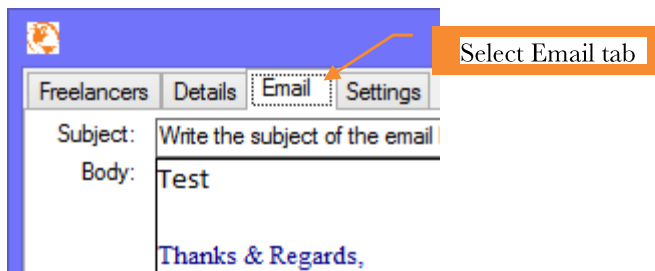 Select Email tab
Freelancers Details Email Settings
Subject: Write the subject of the email
Body: Test
Thanks & Regards,